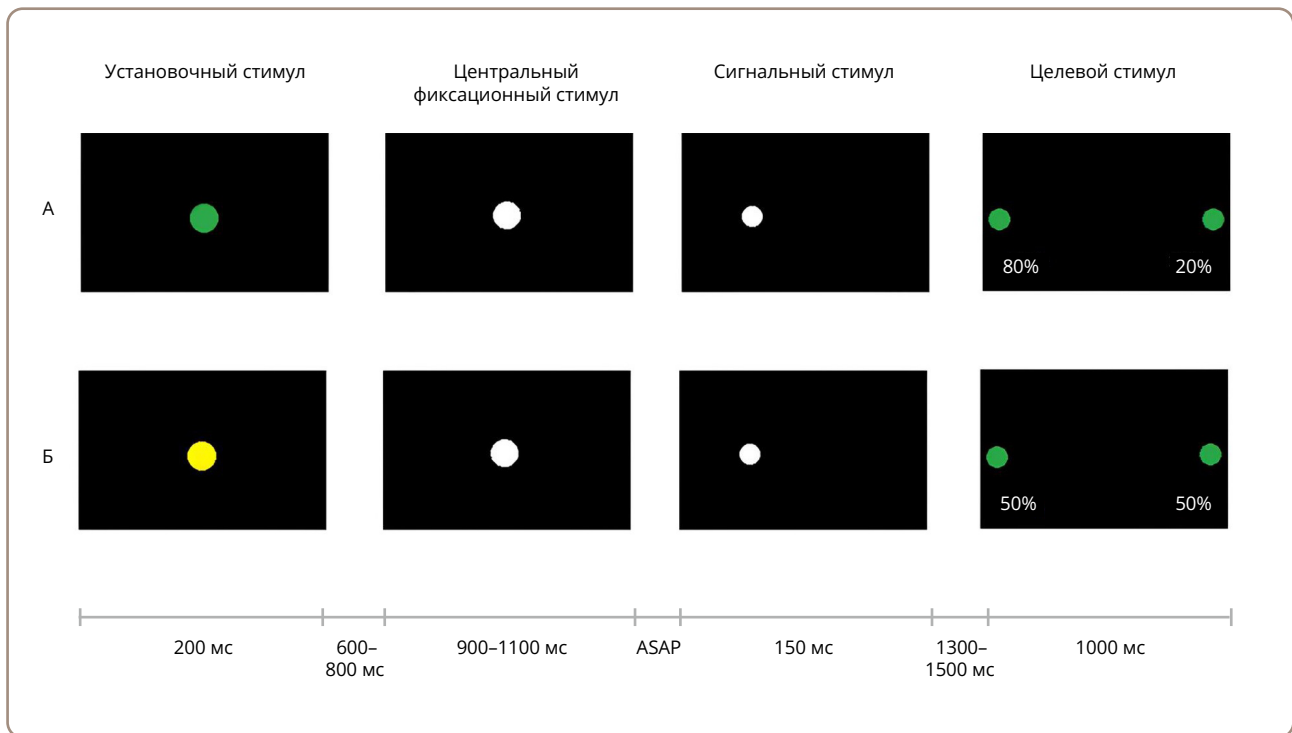 Установочный стимул
Центральный
фиксационный стимул
Сигнальный стимул
Целевой стимул
А
80%
20%
Б
50%
50%
200 мс
600–
800 мс
900–1100 мс
ASAP
150 мс
1300–
1500 мс
1000 мс